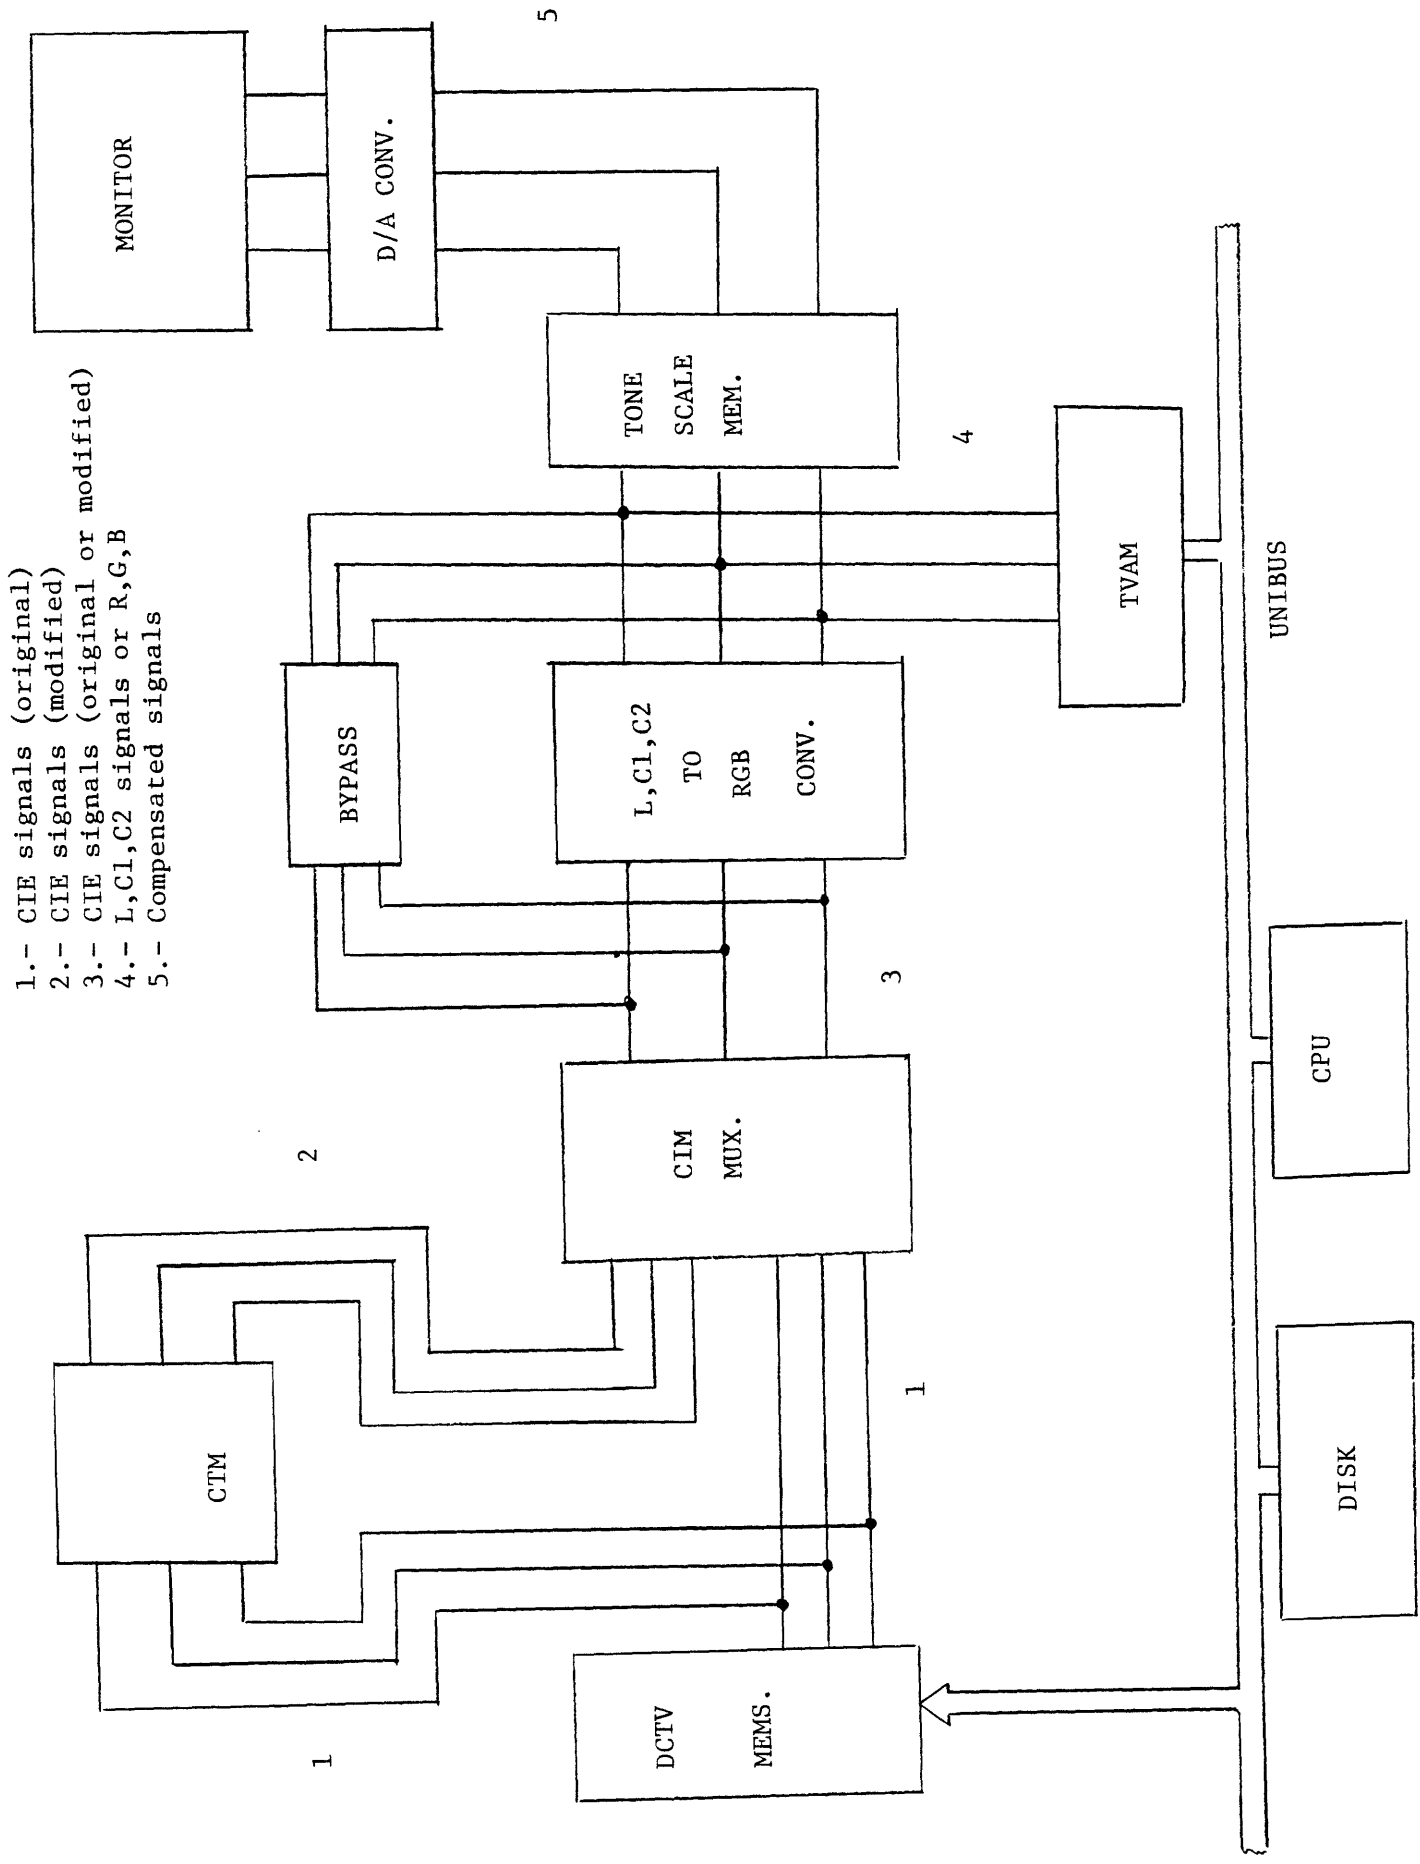 1.- CIE signals (original)
2.- CIE signals (modified)
3.- CIE signals (original or modified)
4.- L,C1,C2 signals or R,G,B
5.- Compensated signals
CTM
MONITOR
D/A CONV.
5
2
1
BYPASS
DCTV
MEMS.
CIM
MUX.
L,C1,C2
TO
RGB
CONV.
TONE
SCALE
MEM.
1
3
4
TVAM
UNIBUS
DISK
CPU